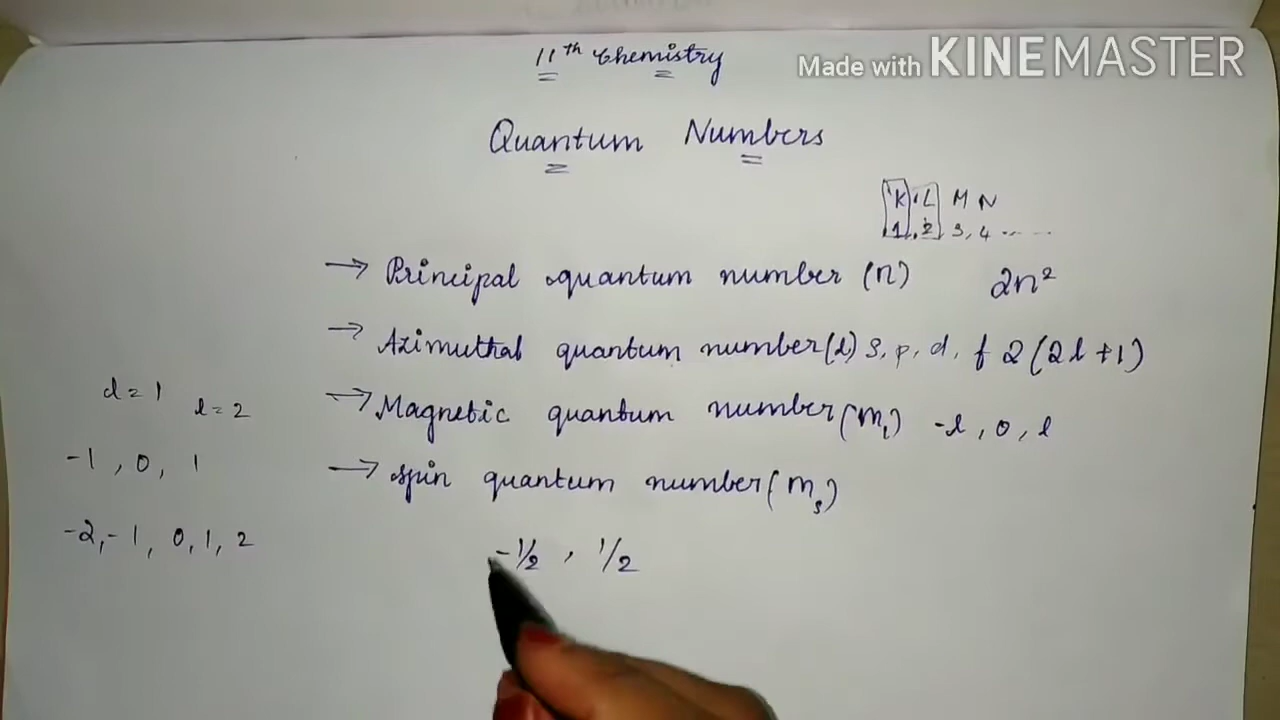 11th Chemistry
Made with KINEMASTER
Quantum Numbers
K, L M N
1, 2, 3, 4 ......
→ Principal quantum number (n) 2n²
→ Azimuthal quantum number (l) s, p, d, f 2(2l+1)
→ Magnetic quantum number (ml) -l, 0, l
→ Spin quantum number (ms)
-1/2, 1/2
l = 1 l = 2
-1, 0, 1
-2, -1, 0, 1, 2